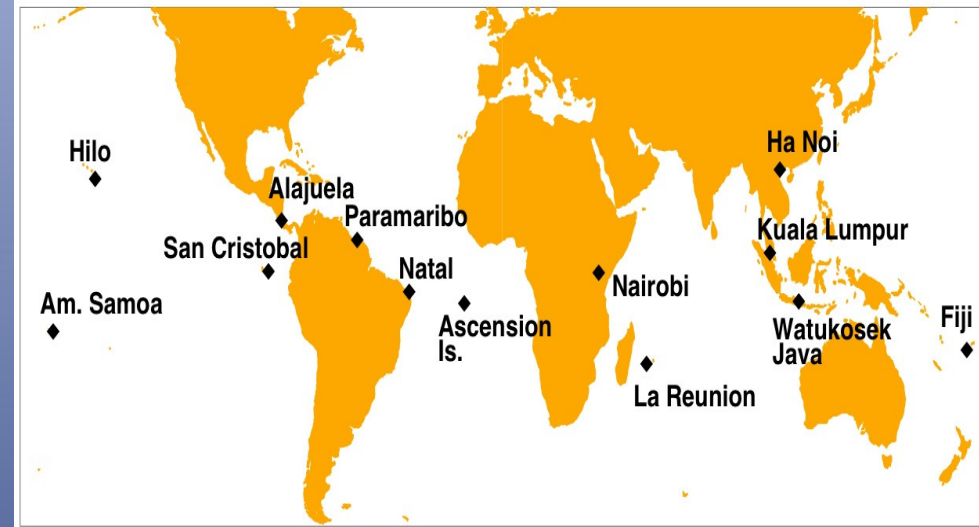 Hilo
Ha Noi
Alajuela
Paramaribo
Kuala Lumpur
San Cristobal
Natal
Nairobi
Am. Samoa
Fiji
Ascension
Is.
Watukosek
Java
La Reunion